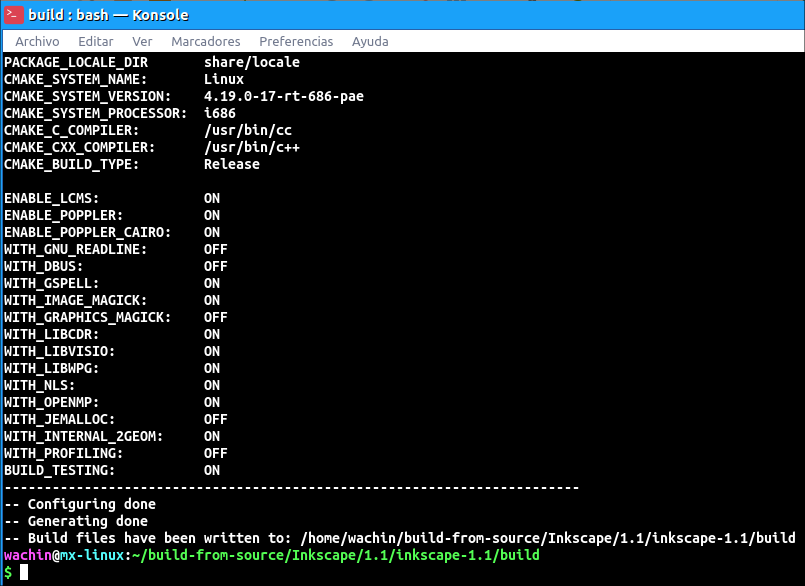 build : bash — Konsole
Archivo Editar Ver Marcadores Preferencias Ayuda
PACKAGE_LOCALE_DIR share/locale
CMAKE_SYSTEM_NAME: Linux
CMAKE_SYSTEM_VERSION: 4.19.0-17-rt-686-pae
CMAKE_SYSTEM_PROCESSOR: i686
CMAKE_C_COMPILER: /usr/bin/cc
CMAKE_CXX_COMPILER: /usr/bin/c++
CMAKE_BUILD_TYPE: Release
ENABLE_LCMS: ON
ENABLE_POPPLER: ON
ENABLE_POPPLER_CAIRO: ON
WITH_GNU_READLINE: OFF
WITH_DBUS: OFF
WITH_GSPELL: ON
WITH_IMAGE_MAGICK: ON
WITH_GRAPHICS_MAGICK: OFF
WITH_LIBCDR: ON
WITH_LIBVISIO: ON
WITH_LIBWPG: ON
WITH_NLS: ON
WITH_OPENMP: ON
WITH_JEMALLOC: OFF
WITH_INTERNAL_2GEOM: ON
WITH_PROFILING: OFF
BUILD_TESTING: ON
------------------------------------------------------------------------
-- Configuring done
-- Generating done
-- Build files have been written to: /home/wachin/build-from-source/Inkscape/1.1/inkscape-1.1/build
wachin@mx-linux:~/build-from-source/Inkscape/1.1/inkscape-1.1/build
$